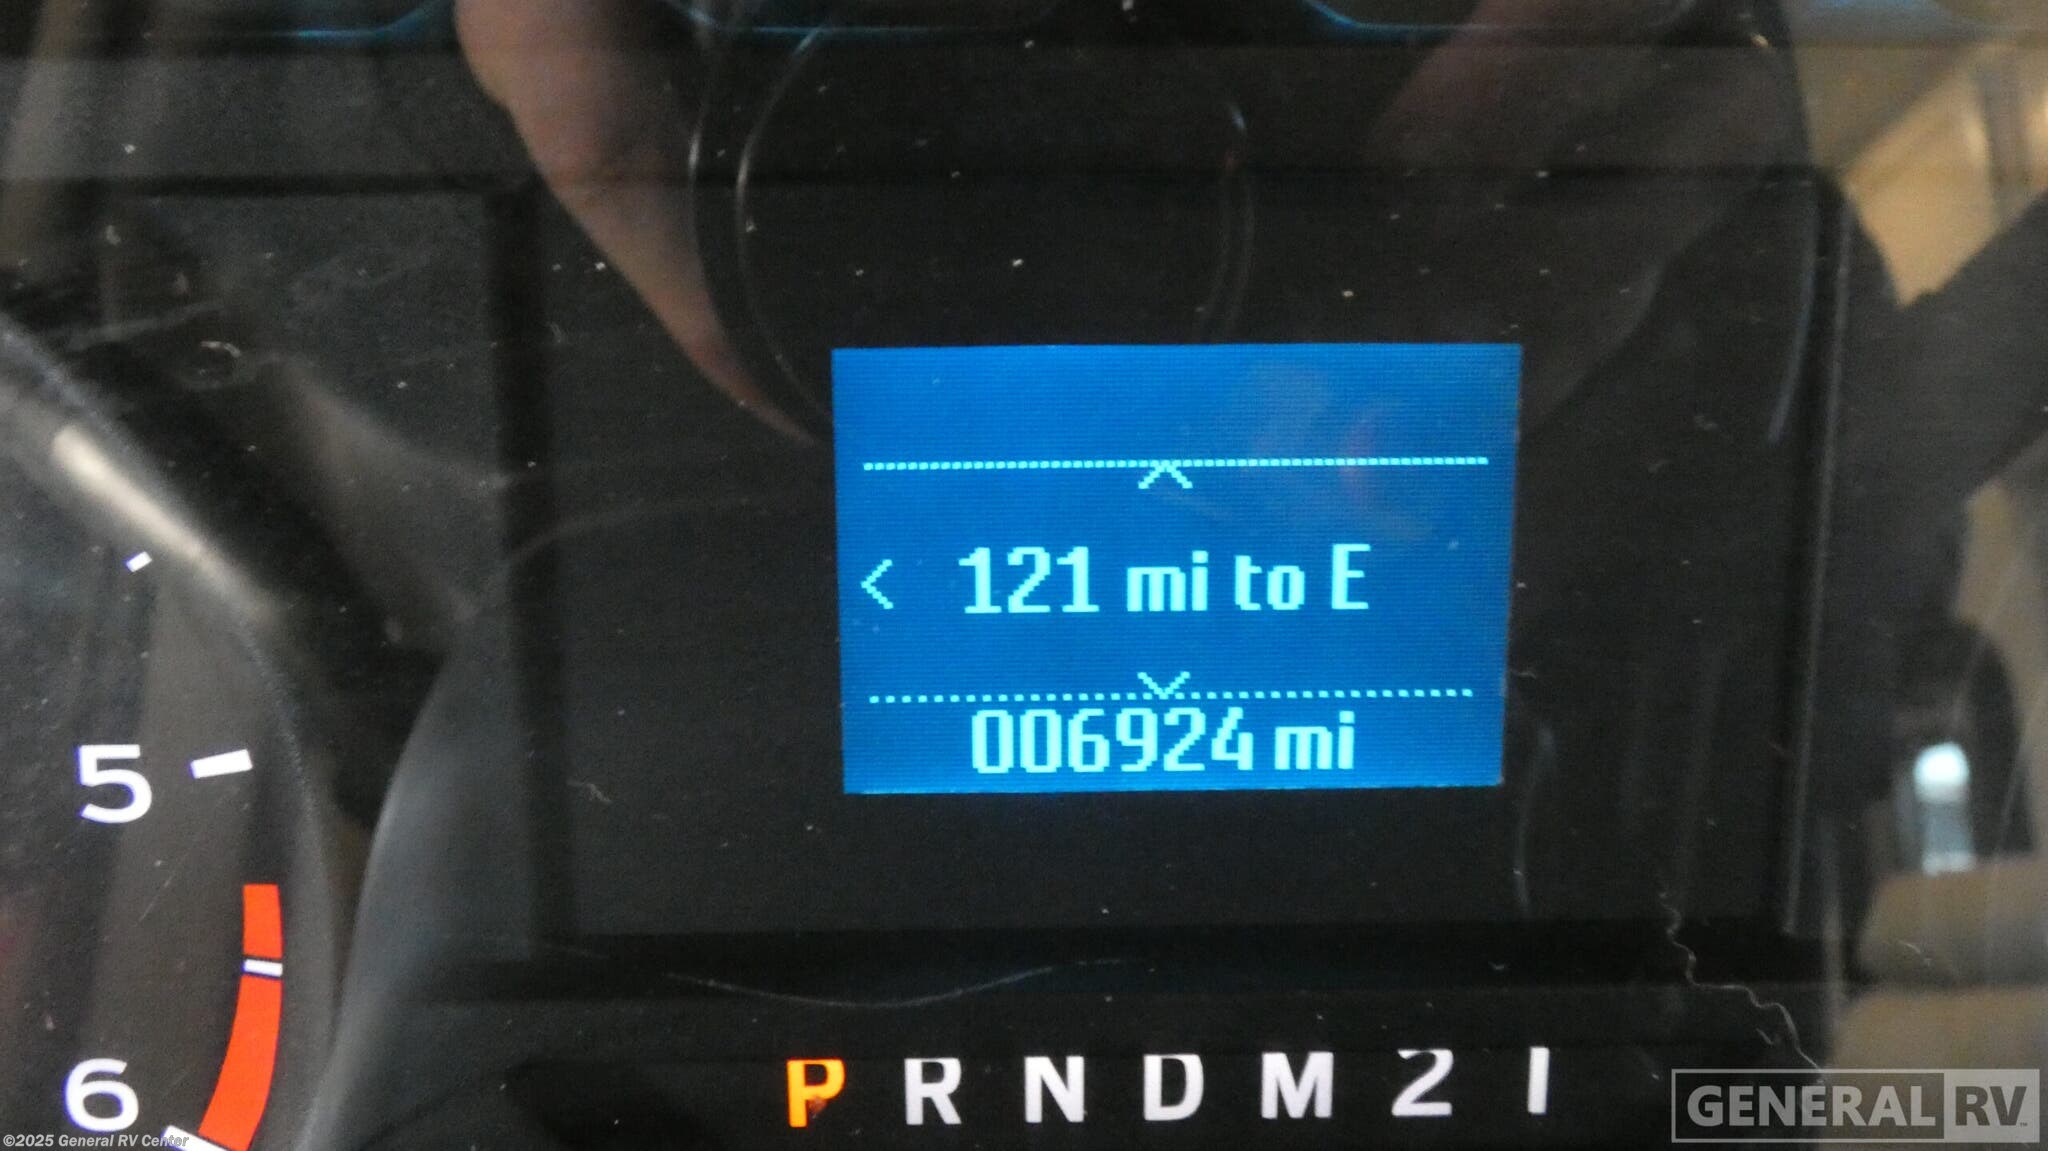 121 mi to E
006924 mi
5
6
P R N D M 2 1
©2025 General RV Center
GENERAL RV